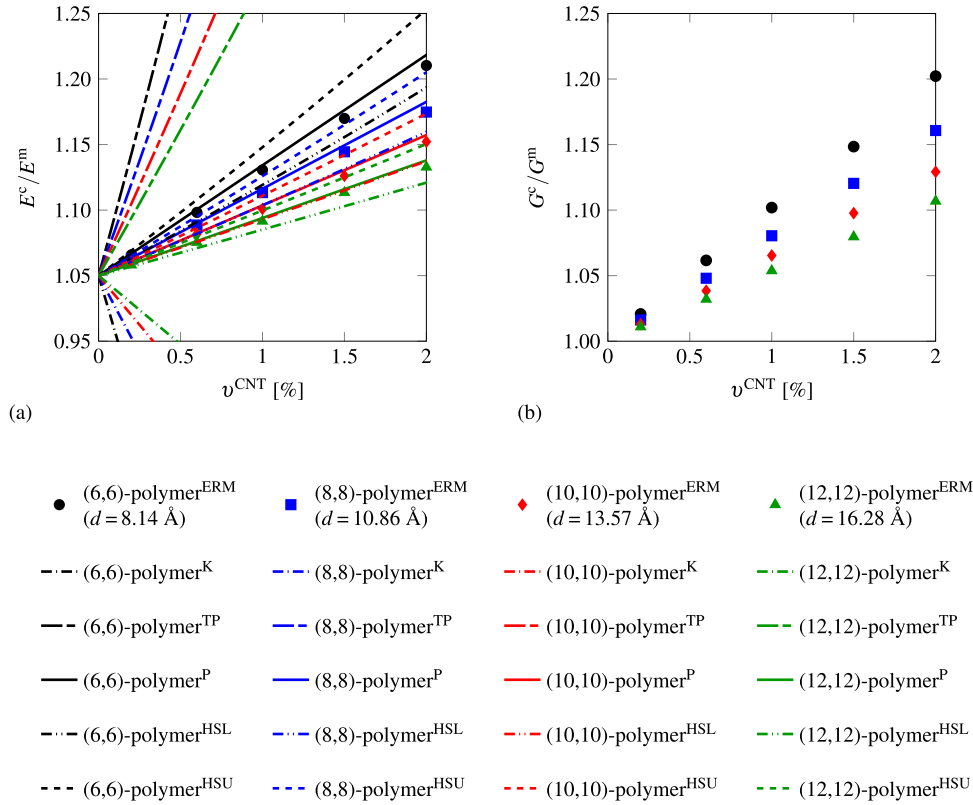 1.25
1.20
1.15
1.10
1.05
0.95
E^c/E^m
0 0.5 1 1.5 2
υ^CNT [%]
(a)
1.25
1.20
1.15
1.10
1.05
1.00
G^c/G^m
0 0.5 1 1.5 2
υ^CNT [%]
(b)
(6,6)-polymer^ERM (8,8)-polymer^ERM (10,10)-polymer^ERM (12,12)-polymer^ERM
(d = 8.14 Å) (d = 10.86 Å) (d = 13.57 Å) (d = 16.28 Å)
(6,6)-polymer^K (8,8)-polymer^K (10,10)-polymer^K (12,12)-polymer^K
(6,6)-polymer^TP (8,8)-polymer^TP (10,10)-polymer^TP (12,12)-polymer^TP
(6,6)-polymer^P (8,8)-polymer^P (10,10)-polymer^P (12,12)-polymer^P
(6,6)-polymer^HSL (8,8)-polymer^HSL (10,10)-polymer^HSL (12,12)-polymer^HSL
(6,6)-polymer^HSU (8,8)-polymer^HSU (10,10)-polymer^HSU (12,12)-polymer^HSU